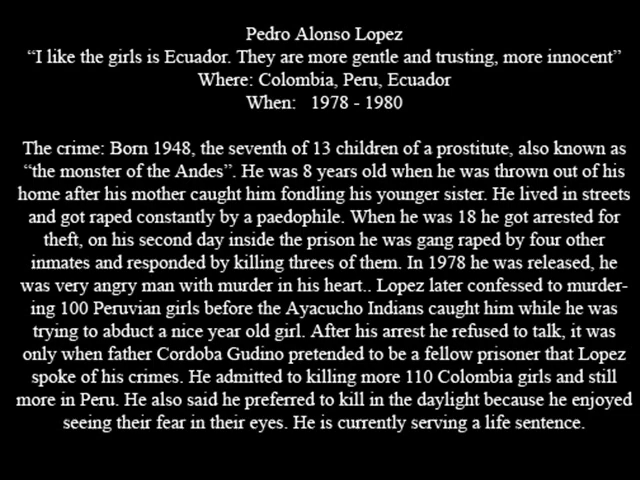 Pedro Alonso Lopez
“I like the girls is Ecuador. They are more gentle and trusting, more innocent”
Where: Colombia, Peru, Ecuador
When: 1978 - 1980
The crime: Born 1948, the seventh of 13 children of a prostitute, also known as
“the monster of the Andes”. He was 8 years old when he was thrown out of his
home after his mother caught him fondling his younger sister. He lived in streets
and got raped constantly by a paedophile. When he was 18 he got arrested for
theft, on his second day inside the prison he was gang raped by four other
inmates and responded by killing threes of them. In 1978 he was released, he
was very angry man with murder in his heart.. Lopez later confessed to murder-
ing 100 Peruvian girls before the Ayacucho Indians caught him while he was
trying to abduct a nice year old girl. After his arrest he refused to talk, it was
only when father Cordoba Gudino pretended to be a fellow prisoner that Lopez
spoke of his crimes. He admitted to killing more 110 Colombia girls and still
more in Peru. He also said he preferred to kill in the daylight because he enjoyed
seeing their fear in their eyes. He is currently serving a life sentence.